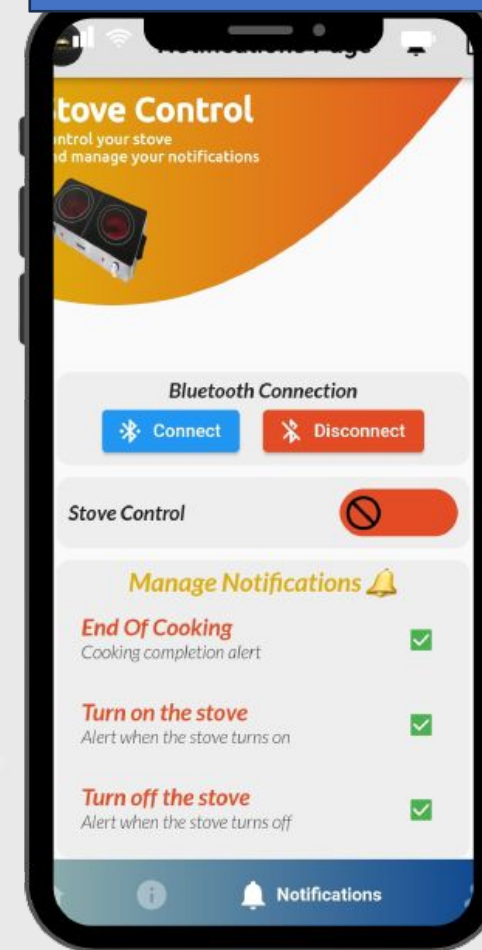 Stove Control
control your stove
and manage your notifications
Bluetooth Connection
Connect
Disconnect
Stove Control
Manage Notifications 🔔
End Of Cooking
Cooking completion alert
Turn on the stove
Alert when the stove turns on
Turn off the stove
Alert when the stove turns off
Notifications